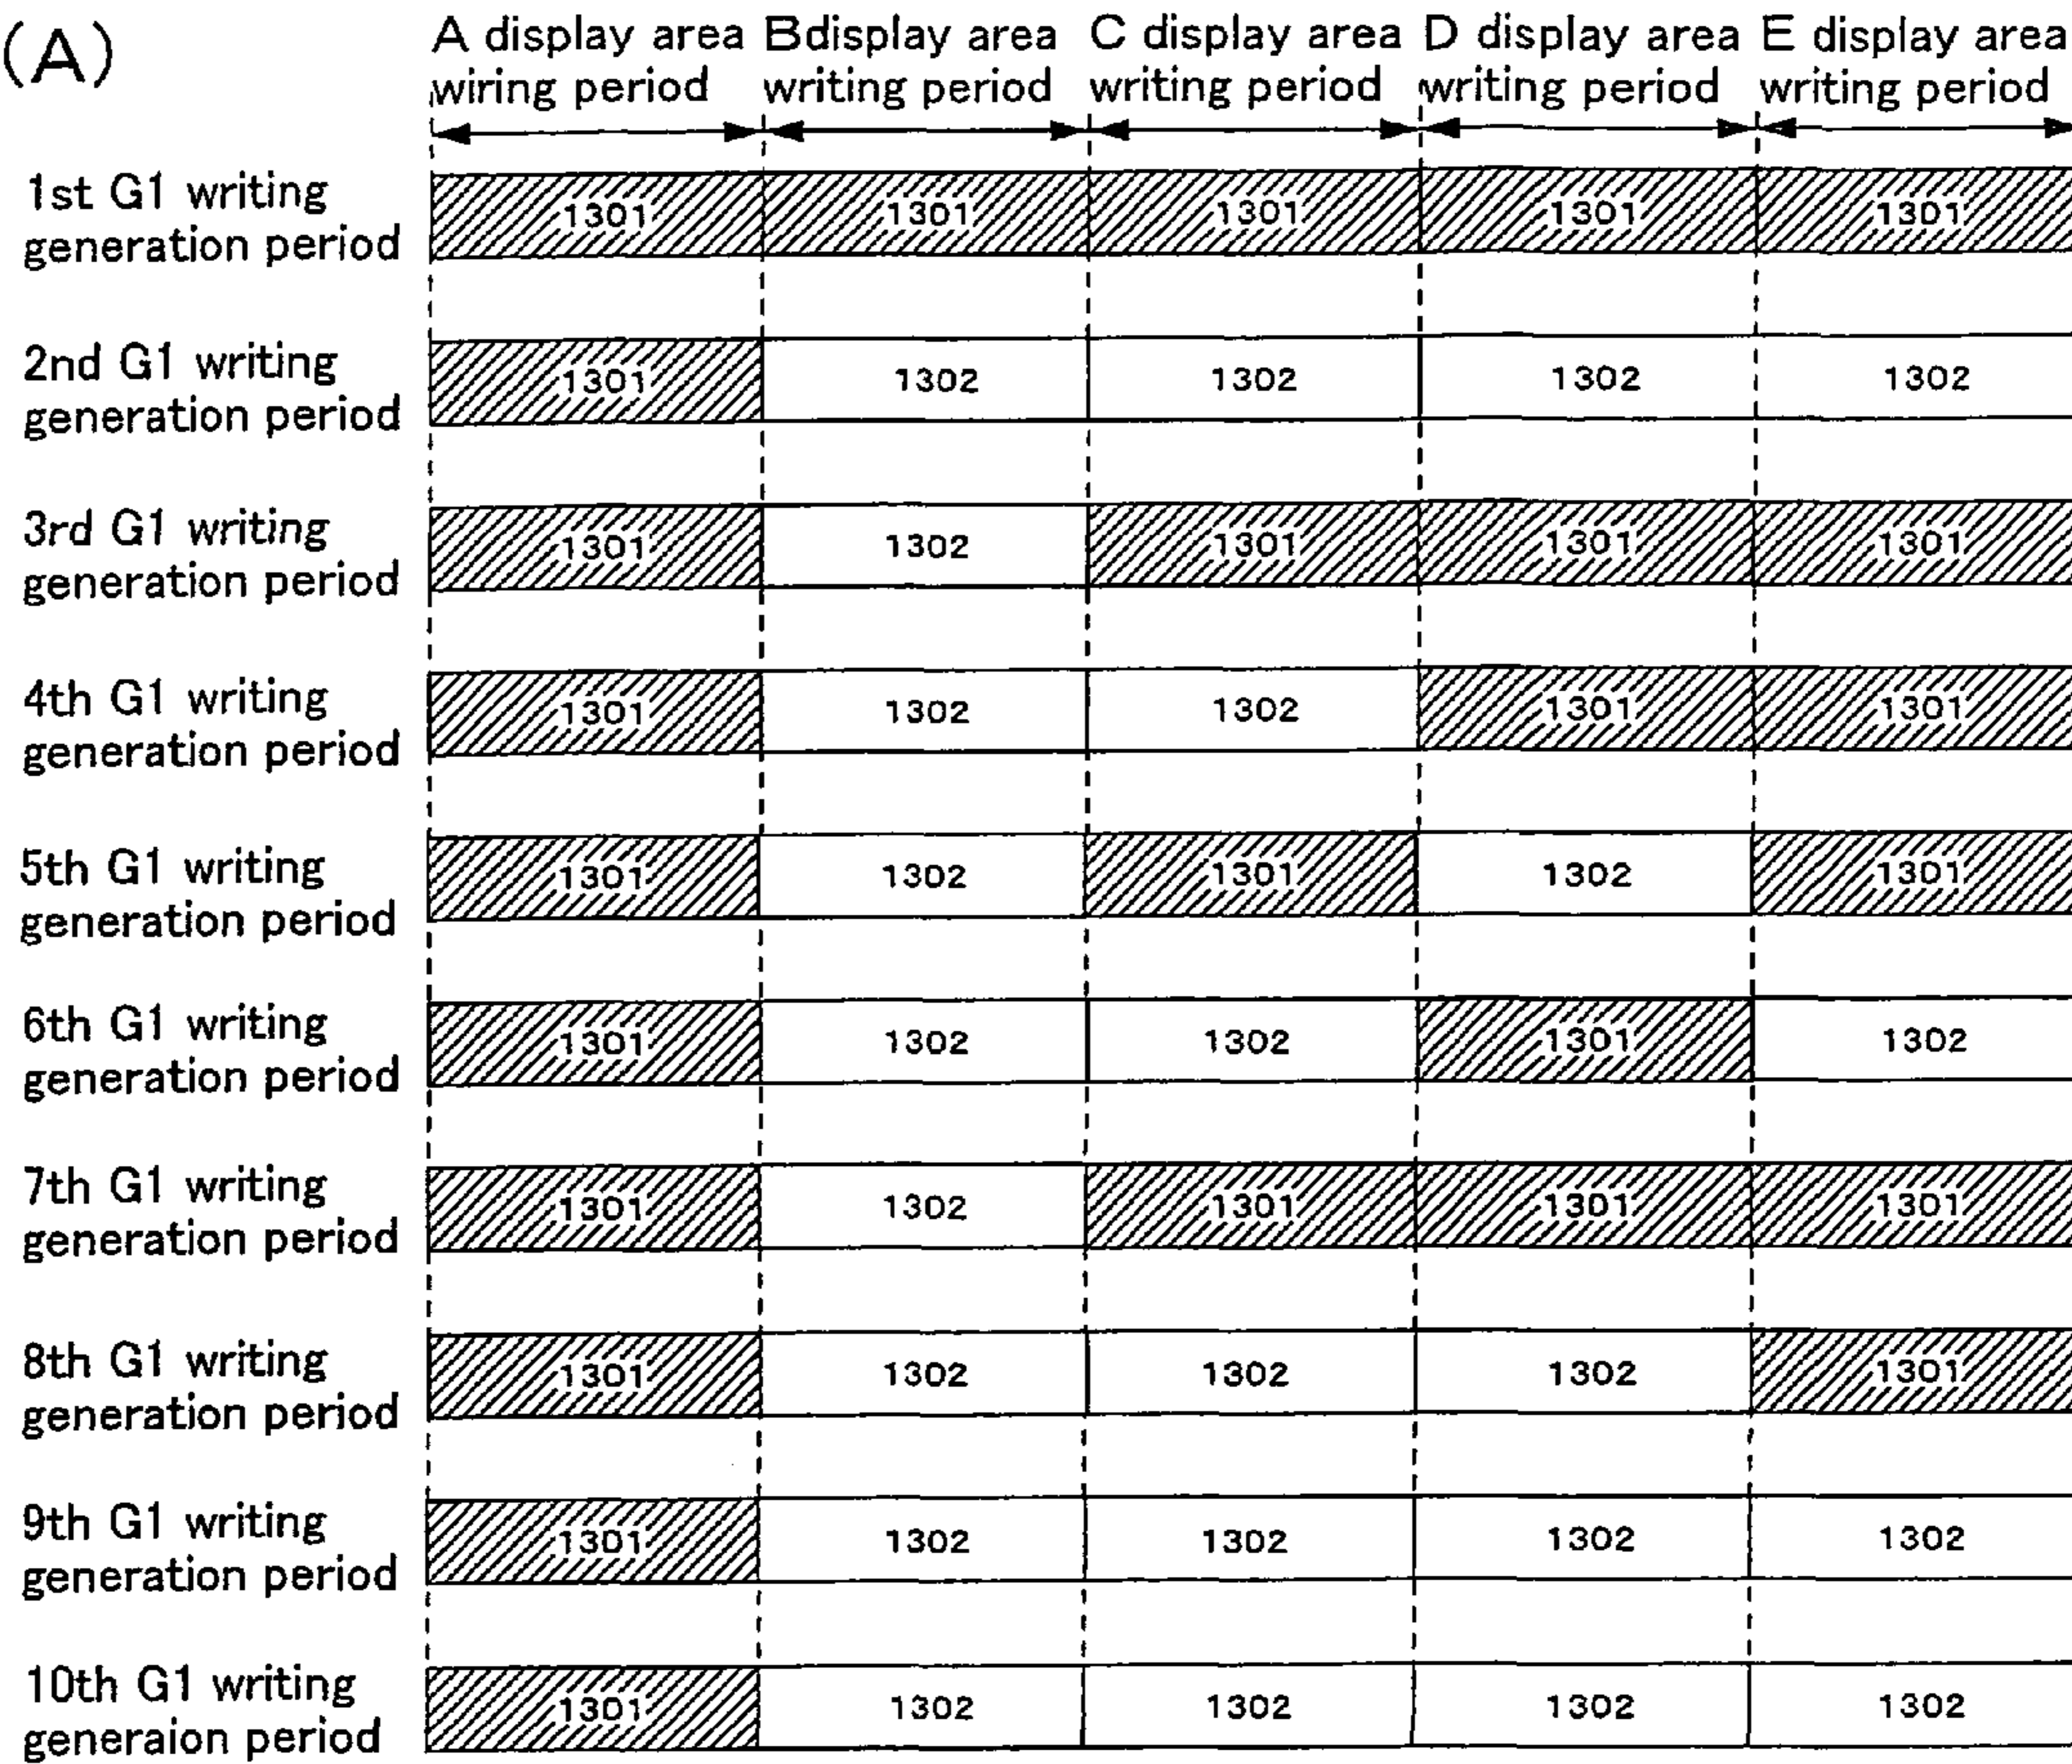 (A)
A display area Bdisplay area C display area D display area E display area
wiring period writing period writing period writing period writing period
1st G1 writing
generation period
1301 1301 1301 1301 1301
2nd G1 writing
generation period
1301 1302 1302 1302 1302
3rd G1 writing
generation period
1301 1302 1301 1301 1301
4th G1 writing
generation period
1301 1302 1302 1301 1301
5th G1 writing
generation period
1301 1302 1301 1302 1301
6th G1 writing
generation period
1301 1302 1302 1301 1302
7th G1 writing
generation period
1301 1302 1301 1301 1301
8th G1 writing
generation period
1301 1302 1302 1302 1301
9th G1 writing
generation period
1301 1302 1302 1302 1302
10th G1 writing
generaion period
1301 1302 1302 1302 1302